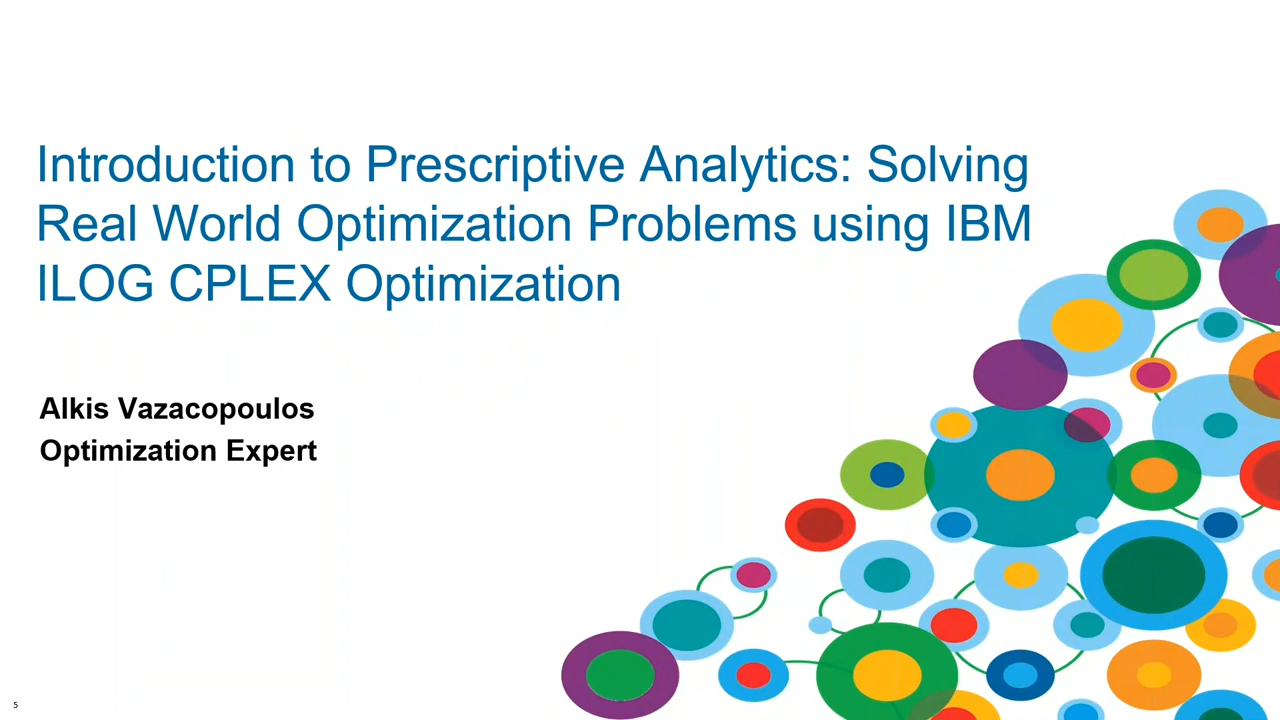 Introduction to Prescriptive Analytics: Solving
Real World Optimization Problems using IBM
ILOG CPLEX Optimization
Alkis Vazacopoulos
Optimization Expert
5